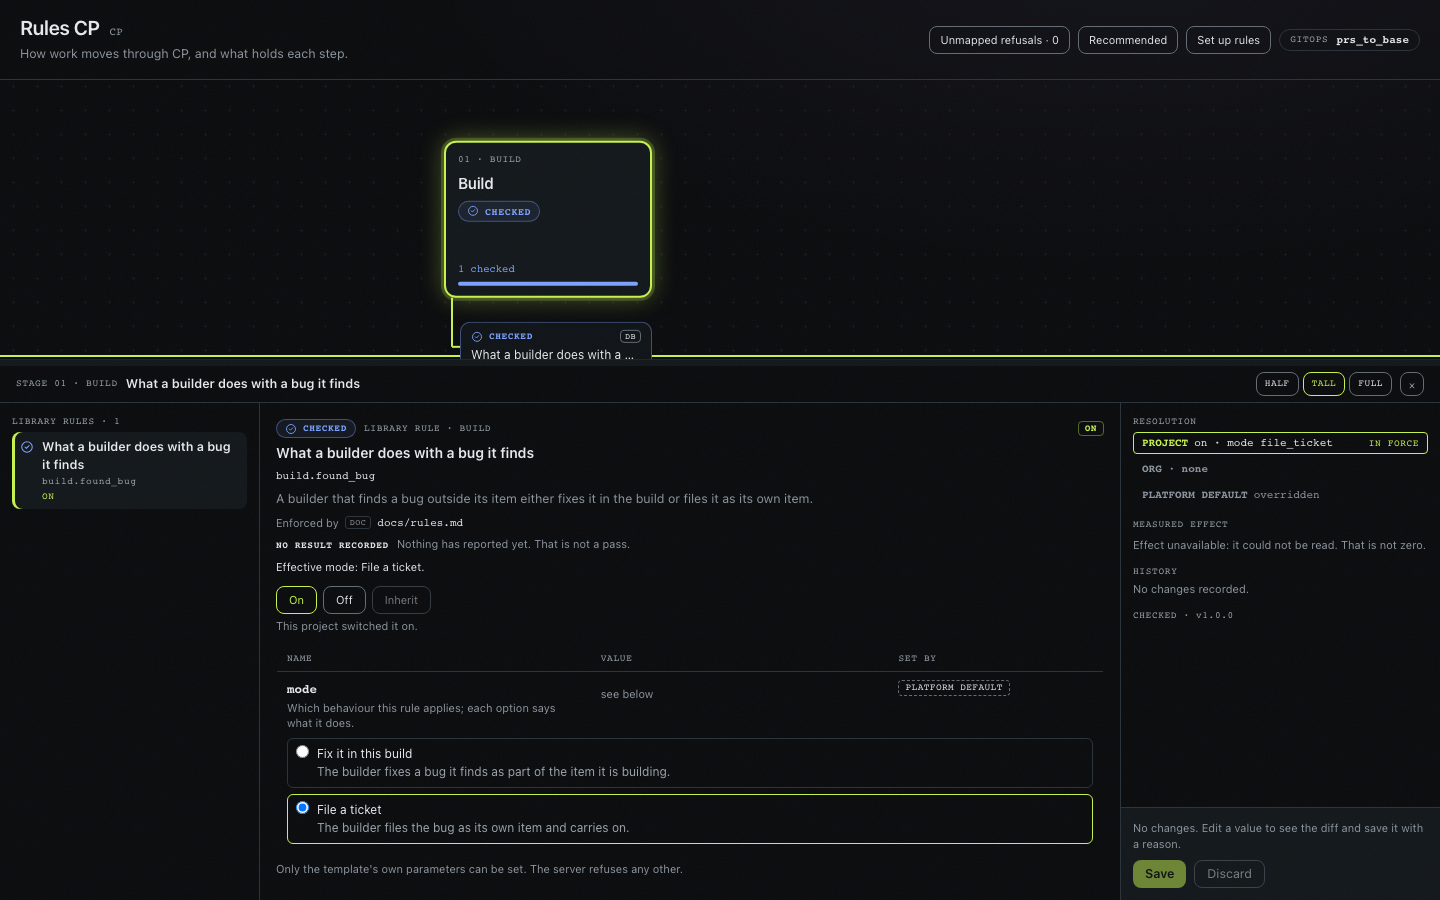 Rules CP CP
How work moves through CP, and what holds each step.
Unmapped refusals · 0
Recommended
Set up rules
GITOPS prs_to_base
01 · BUILD
Build
CHECKED
1 checked
CHECKED DB
What a builder does with a ...
STAGE 01 · BUILD What a builder does with a bug it finds
HALF TALL FULL ×
LIBRARY RULES · 1
What a builder does with a bug
it finds
build.found_bug
ON
CHECKED LIBRARY RULE · BUILD ON
What a builder does with a bug it finds
build.found_bug
A builder that finds a bug outside its item either fixes it in the build or files it as its own item.
Enforced by DOC docs/rules.md
NO RESULT RECORDED Nothing has reported yet. That is not a pass.
Effective mode: File a ticket.
On Off Inherit
This project switched it on.
NAME VALUE SET BY
mode see below PLATFORM DEFAULT
Which behaviour this rule applies; each option says
what it does.
Fix it in this build
The builder fixes a bug it finds as part of the item it is building.
File a ticket
The builder files the bug as its own item and carries on.
Only the template's own parameters can be set. The server refuses any other.
RESOLUTION
PROJECT on · mode file_ticket IN FORCE
ORG · none
PLATFORM DEFAULT overridden
MEASURED EFFECT
Effect unavailable: it could not be read. That is not zero.
HISTORY
No changes recorded.
CHECKED · v1.0.0
No changes. Edit a value to see the diff and save it with
a reason.
Save Discard